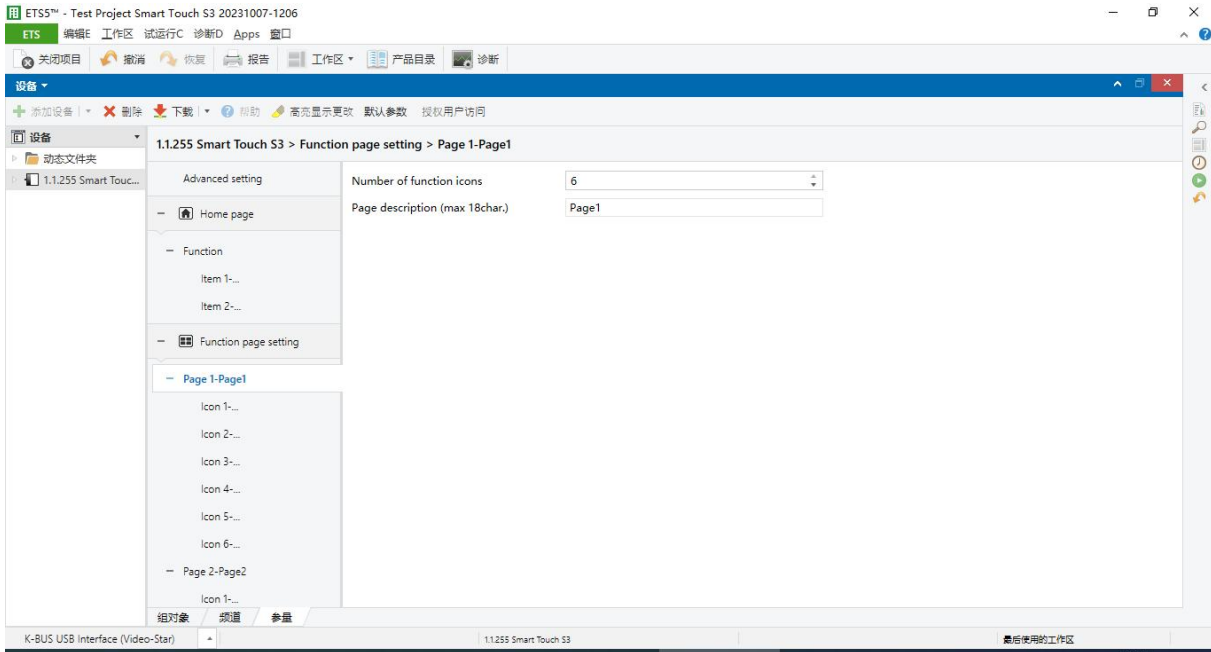 ETS5™ - Test Project Smart Touch S3 20231007-1206
ETS 编辑E 工作区 试运行C 诊断D Apps 窗口
关闭项目 撤消 恢复 报告 工作区 产品目录 诊断
设备
添加设备 删除 下载 帮助 高亮显示更改 默认参数 授权用户访问
设备
动态文件夹
1.1.255 Smart Touc...
1.1.255 Smart Touch S3 > Function page setting > Page 1-Page1
Advanced setting
Home page
Function
Item 1-...
Item 2-...
Function page setting
Page 1-Page1
Icon 1-...
Icon 2-...
Icon 3-...
Icon 4-...
Icon 5-...
Icon 6-...
Page 2-Page2
Icon 1-...
Number of function icons 6
Page description (max 18char.) Page1
组对象 频道 参量
K-BUS USB Interface (Video-Star) 1.1.255 Smart Touch S3 最后使用的工作区